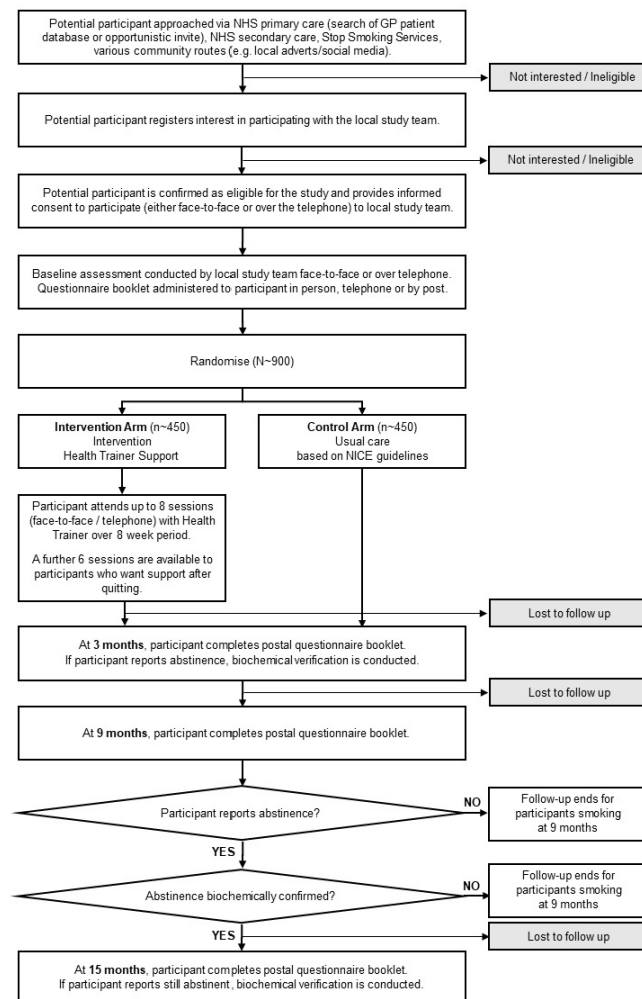 Potential participant approached via NHS primary care (search of GP patient
database or opportunistic invite), NHS secondary care, Stop Smoking Services,
various community routes (e.g. local adverts/social media).
Not interested / Ineligible
Potential participant registers interest in participating with the local study team.
Not interested / Ineligible
Potential participant is confirmed as eligible for the study and provides informed
consent to participate (either face-to-face or over the telephone) to local study team.
Baseline assessment conducted by local study team face-to-face or over telephone.
Questionnaire booklet administered to participant in person, telephone or by post.
Randomise (N~900)
Intervention Arm (n~450)
Intervention
Health Trainer Support
Control Arm (n~450)
Usual care
based on NICE guidelines
Participant attends up to 8 sessions
(face-to-face / telephone) with Health
Trainer over 8 week period.
A further 6 sessions are available to
participants who want support after
quitting.
Lost to follow up
At 3 months, participant completes postal questionnaire booklet.
If participant reports abstinence, biochemical verification is conducted.
Lost to follow up
At 9 months, participant completes postal questionnaire booklet.
Participant reports abstinence?
NO
Follow-up ends for
participants smoking
at 9 months
YES
Abstinence biochemically confirmed?
NO
Follow-up ends for
participants smoking
at 9 months
YES
Lost to follow up
At 15 months, participant completes postal questionnaire booklet.
If participant reports still abstinent, biochemical verification is conducted.